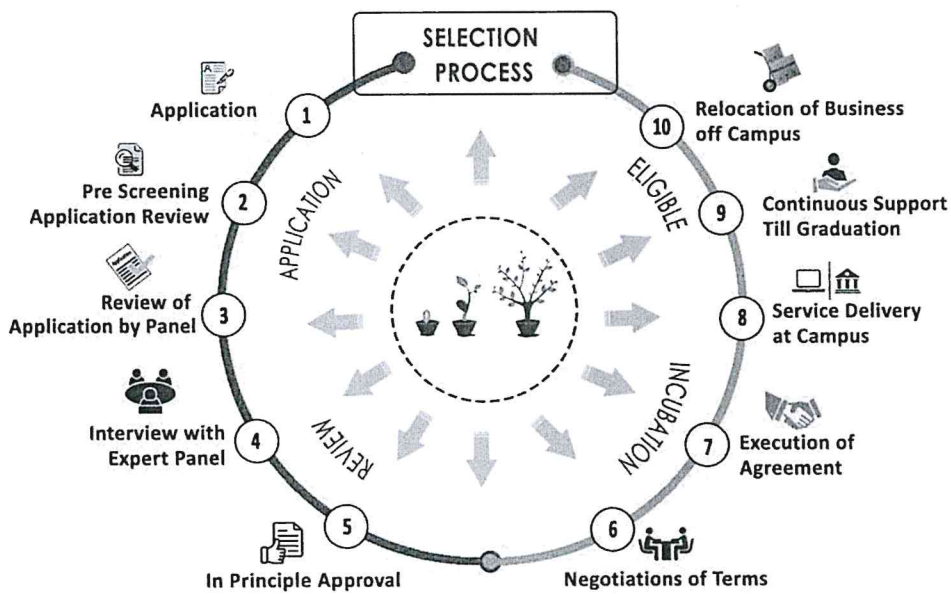 SELECTION
PROCESS
1
Application
2
Pre Screening
Application Review
3
Review of
Application by Panel
4
Interview with
Expert Panel
5
In Principle Approval
6
Negotiations of Terms
7
Execution of
Agreement
8
Service Delivery
at Campus
9
Continuous Support
Till Graduation
10
Relocation of Business
off Campus
APPLICATION
REVIEW
INCUBATION
ELIGIBLE